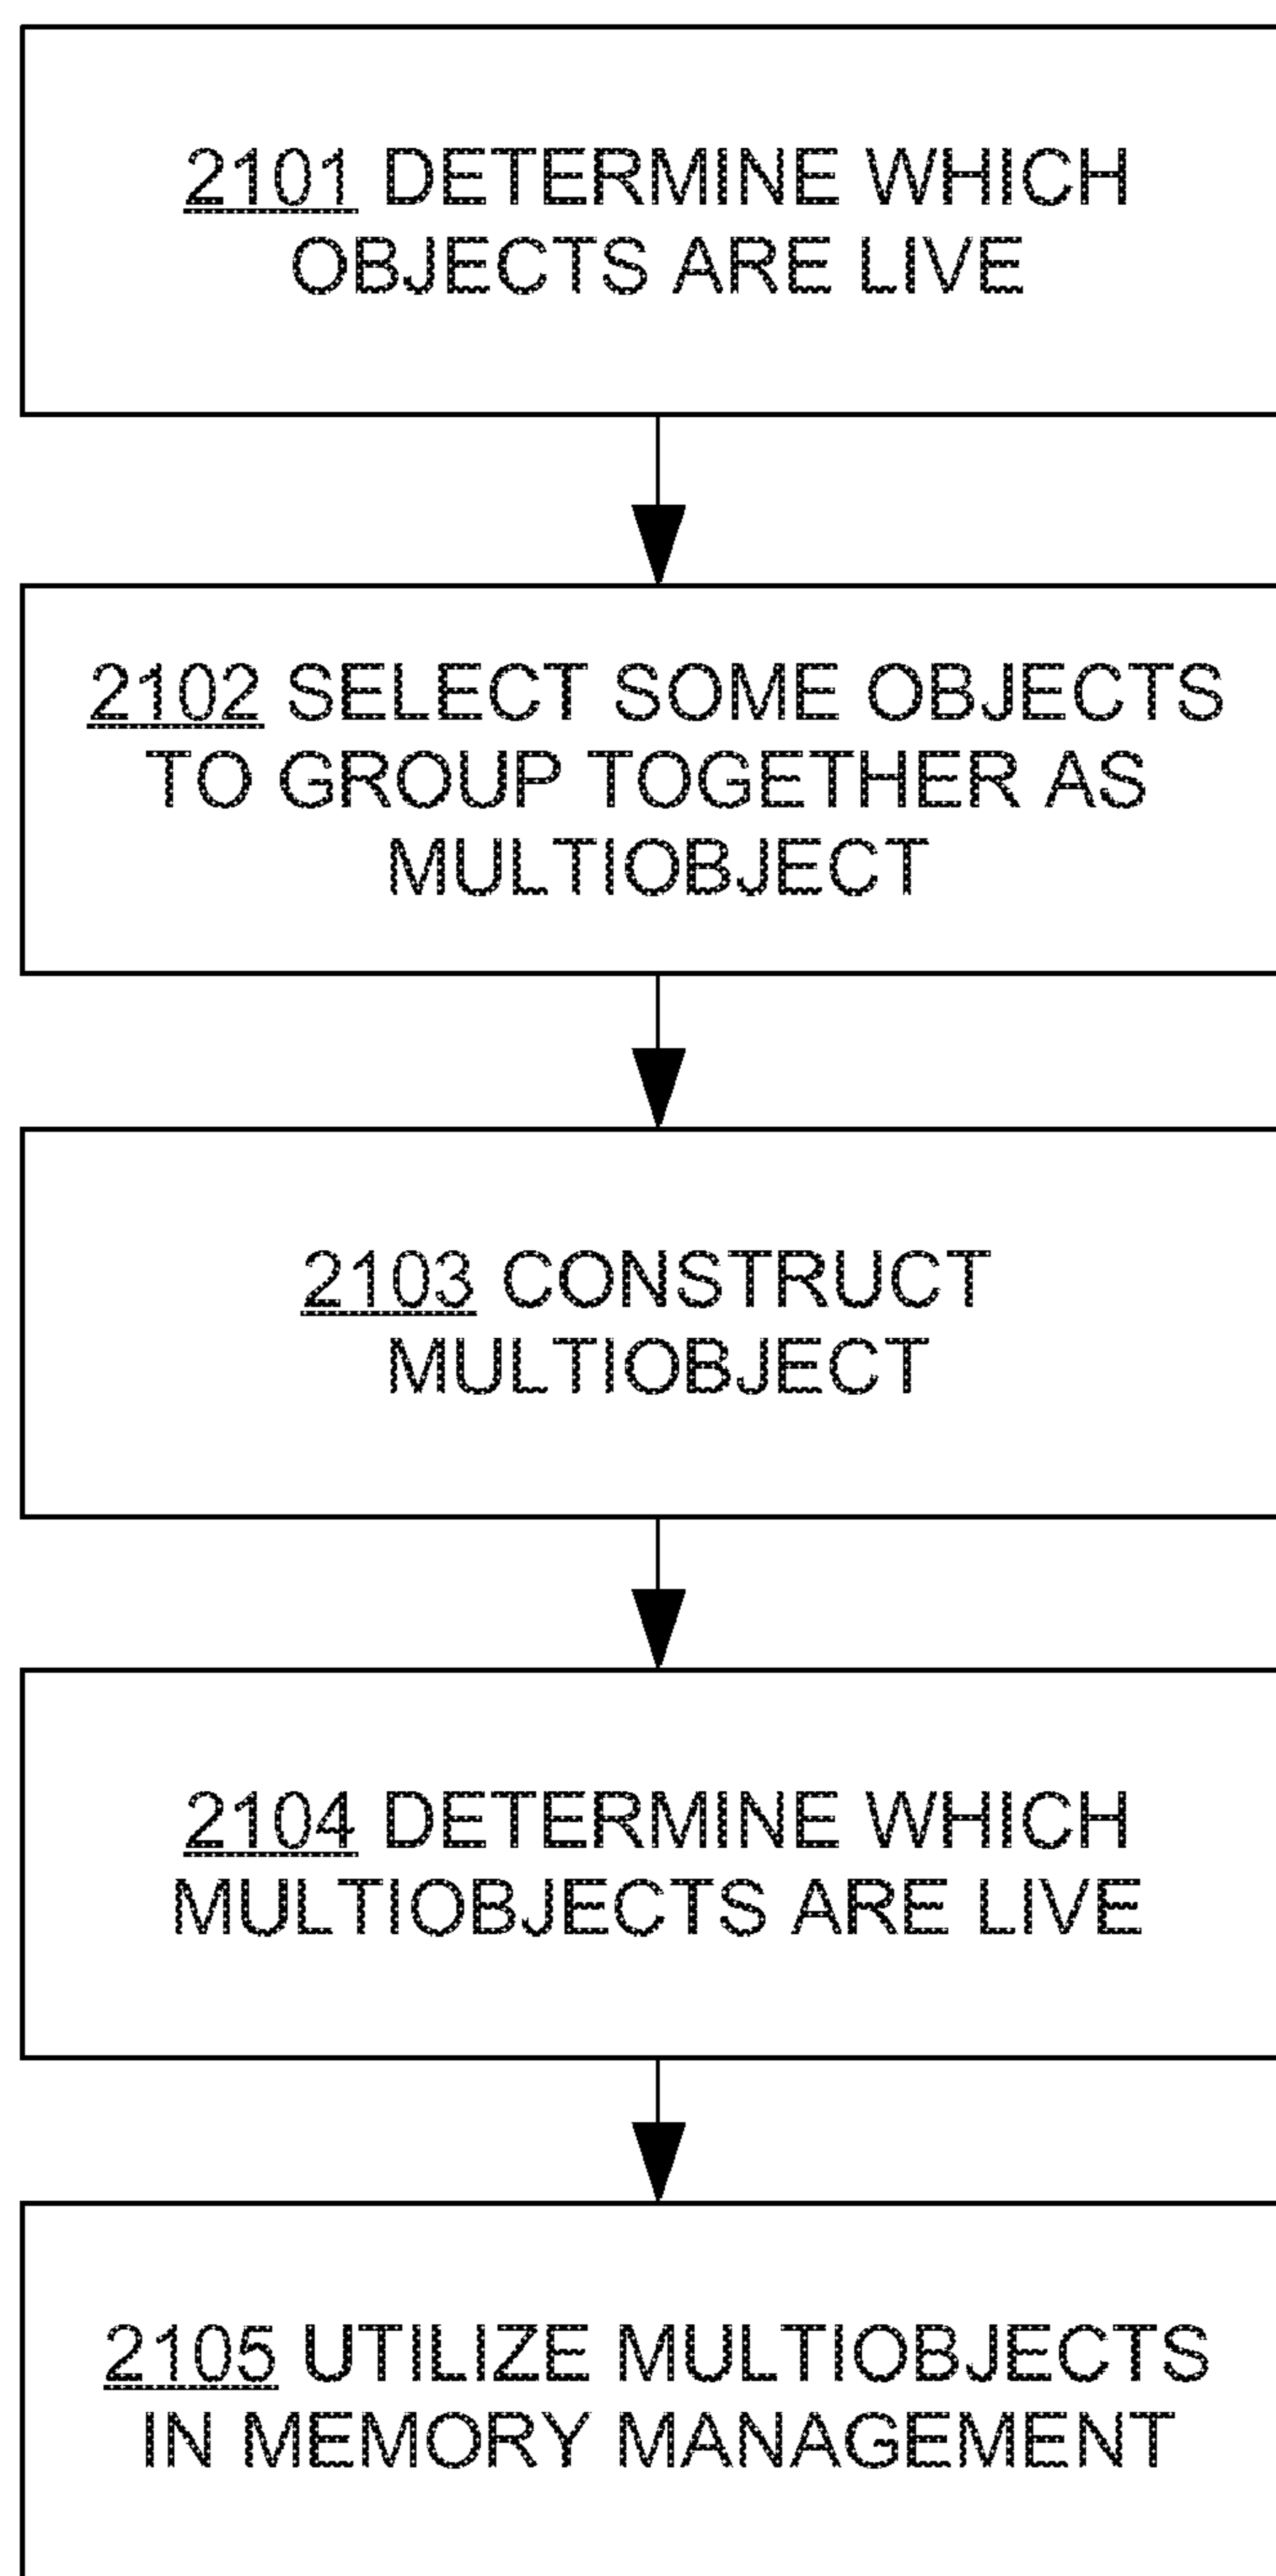 2101 DETERMINE WHICH
OBJECTS ARE LIVE
2102 SELECT SOME OBJECTS
TO GROUP TOGETHER AS
MULTIOBJECT
2103 CONSTRUCT
MULTIOBJECT
2104 DETERMINE WHICH
MULTIOBJECTS ARE LIVE
2105 UTILIZE MULTIOBJECTS
IN MEMORY MANAGEMENT